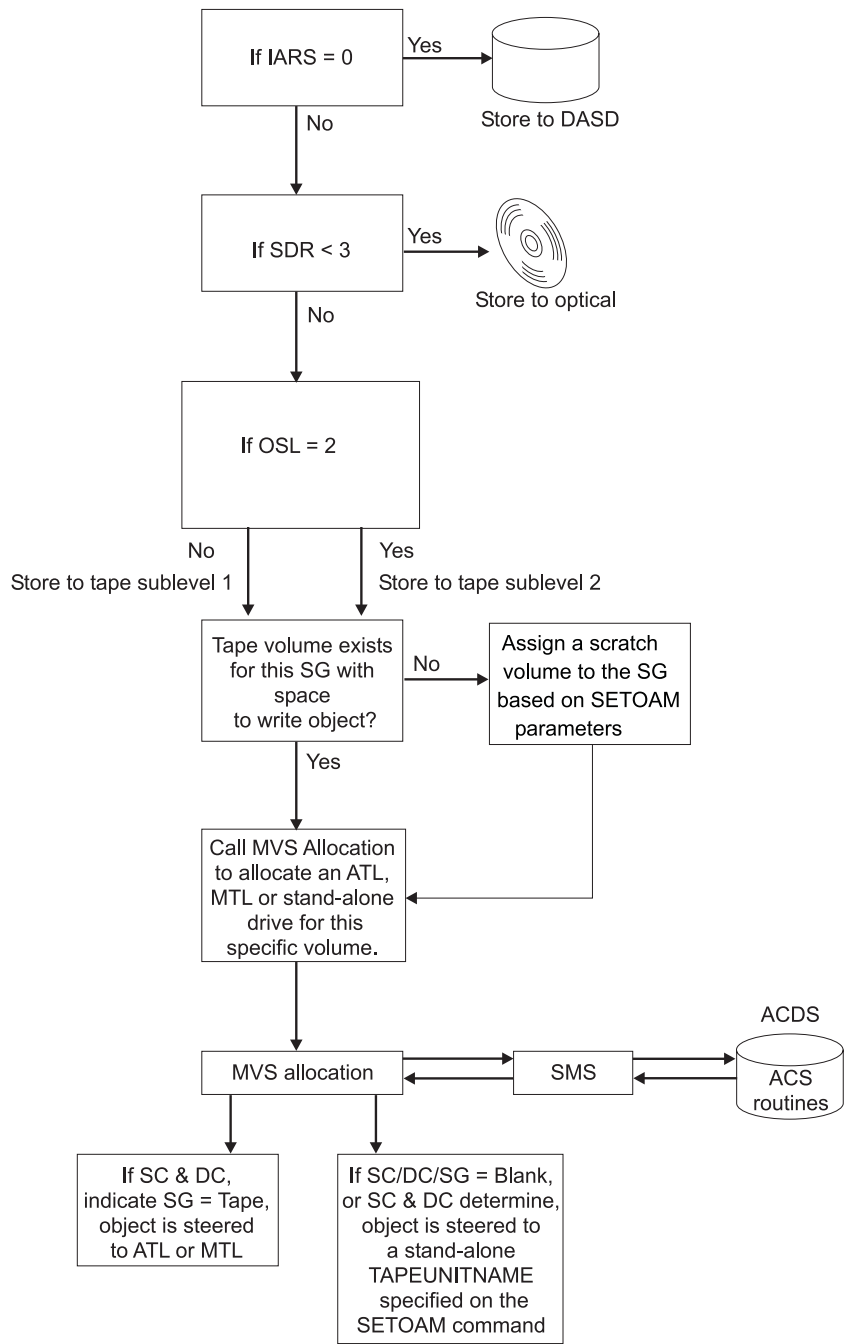 If IARS = 0
Yes
Store to DASD
No
If SDR < 3
Yes
Store to optical
No
If OSL = 2
No
Store to tape sublevel 1
Yes
Store to tape sublevel 2
Tape volume exists
for this SG with
space
to write object?
No
Assign a scratch
volume to the SG
based on SETOAM
parameters
Yes
Call MVS Allocation
to allocate an ATL,
MTL or stand-alone
drive for this
specific volume.
MVS allocation
SMS
ACDS
ACS
routines
If SC & DC,
indicate SG = Tape,
object is steered
to ATL or MTL
If SC/DC/SG = Blank,
or SC & DC determine,
object is steered to
a stand-alone
TAPEUNITNAME
specified on the
SETOAM command